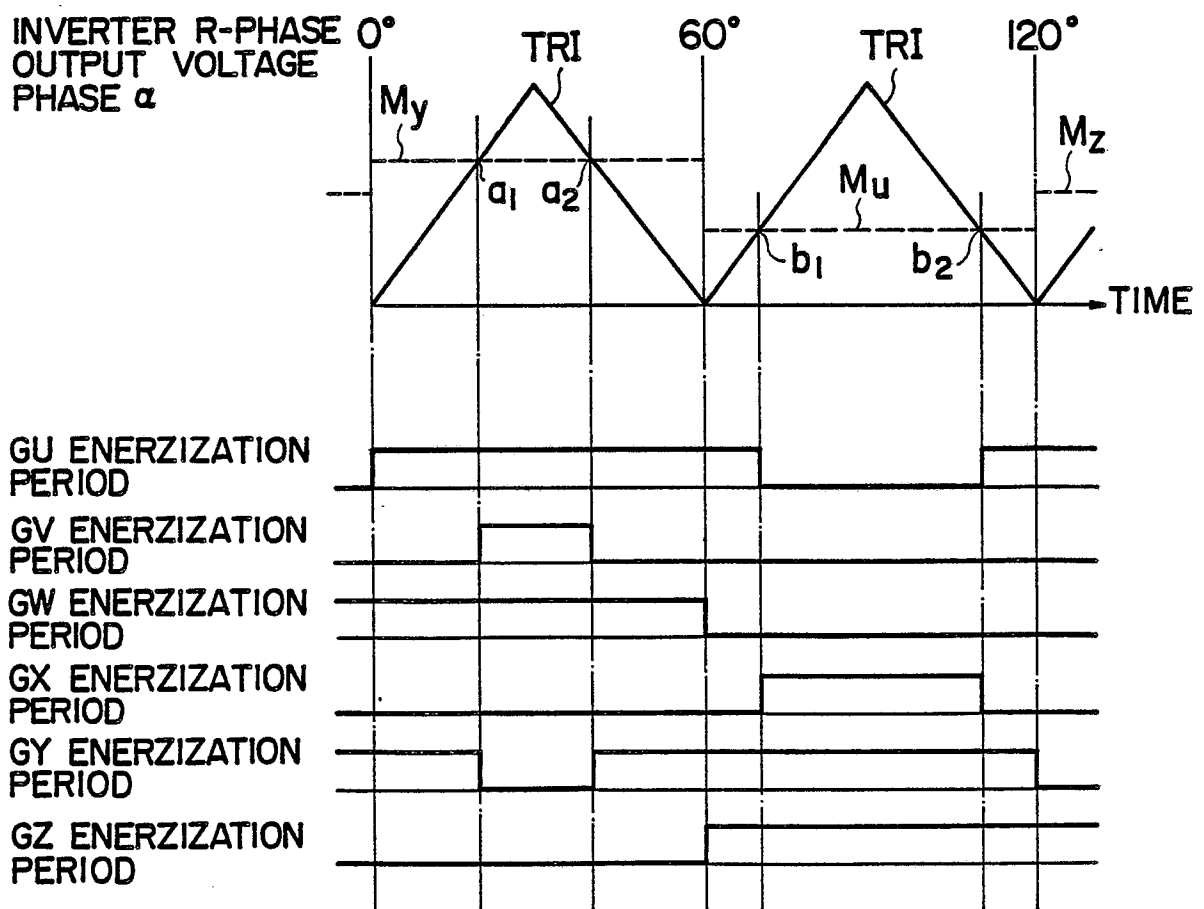 INVERTER R-PHASE
OUTPUT VOLTAGE
PHASE α
0°
TRI
60°
TRI
120°
My
Mz
a1
a2
Mu
b1
b2
TIME
GU ENERZIZATION
PERIOD
GV ENERZIZATION
PERIOD
GW ENERZIZATION
PERIOD
GX ENERZIZATION
PERIOD
GY ENERZIZATION
PERIOD
GZ ENERZIZATION
PERIOD